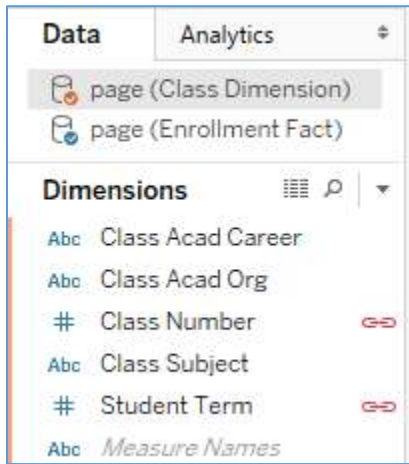 Data Analytics
page (Class Dimension)
page (Enrollment Fact)
Dimensions
Abc Class Acad Career
Abc Class Acad Org
# Class Number
Abc Class Subject
# Student Term
Abc Measure Names